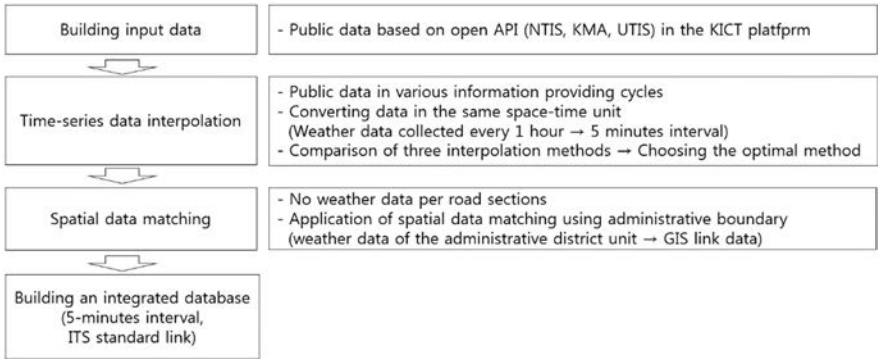 Building input data
- Public data based on open API (NTIS, KMA, UTIS) in the KICT platfprm
Time-series data interpolation
- Public data in various information providing cycles
- Converting data in the same space-time unit
(Weather data collected every 1 hour → 5 minutes interval)
- Comparison of three interpolation methods → Choosing the optimal method
Spatial data matching
- No weather data per road sections
- Application of spatial data matching using administrative boundary
(weather data of the administrative district unit → GIS link data)
Building an integrated database
(5-minutes interval,
ITS standard link)